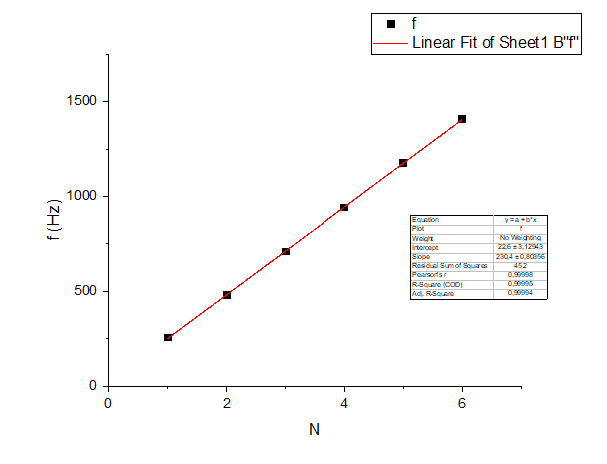 f
Linear Fit of Sheet1 B"f"
1500
1000
500
0
f (Hz)
0 2 4 6
N
Equation y = a + b*x
Plot f
Weight No Weighting
Intercept 22,6 ± 3,12943
Slope 230,4 ± 0,80356
Residual Sum of Squares 45,2
Pearson's r 0,99998
R-Square (COD) 0,99995
Adj. R-Square 0,99994